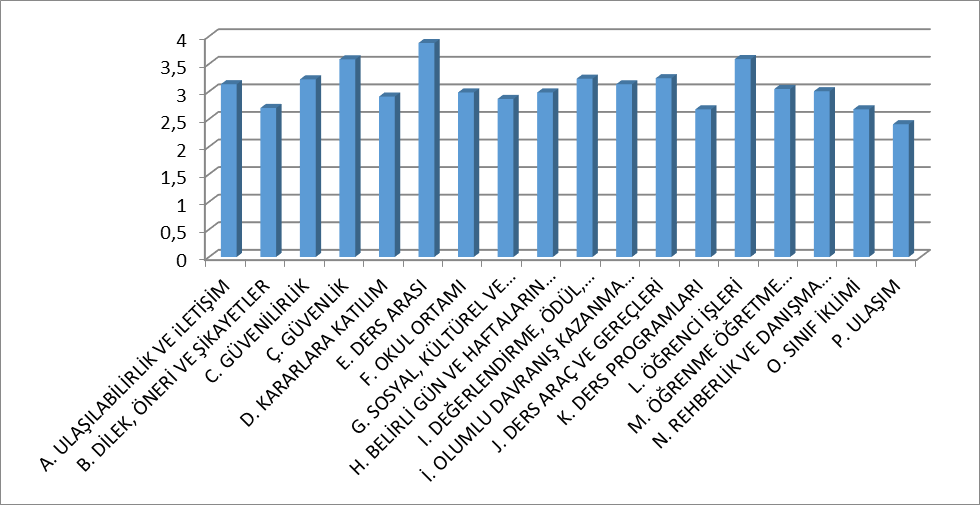 4
3,5
3
2,5
2
1,5
1
0,5
0
A. ULAŞILABİLİRLİK VE İLETİŞİM
B. DİLEK, ÖNERİ VE ŞİKAYETLER
C. GÜVENİLİRLİK
Ç. GÜVENLİK
D. KARARLARA KATILIM
E. DERS ARASI
F. OKUL ORTAMI
G. SOSYAL, KÜLTÜREL VE...
H. BELİRLİ GÜN VE HAFTALARIN...
I. DEĞERLENDİRME, ÖDÜL,...
İ. OLUMLU DAVRANIŞ KAZANMA...
J. DERS ARAÇ VE GEREÇLERİ
K. DERS PROGRAMLARI
L. ÖĞRENCİ İŞLERİ
M. ÖĞRENME ÖĞRETME...
N. REHBERLİK VE DANIŞMA...
O. SINIF İKLİMİ
P. ULAŞIM